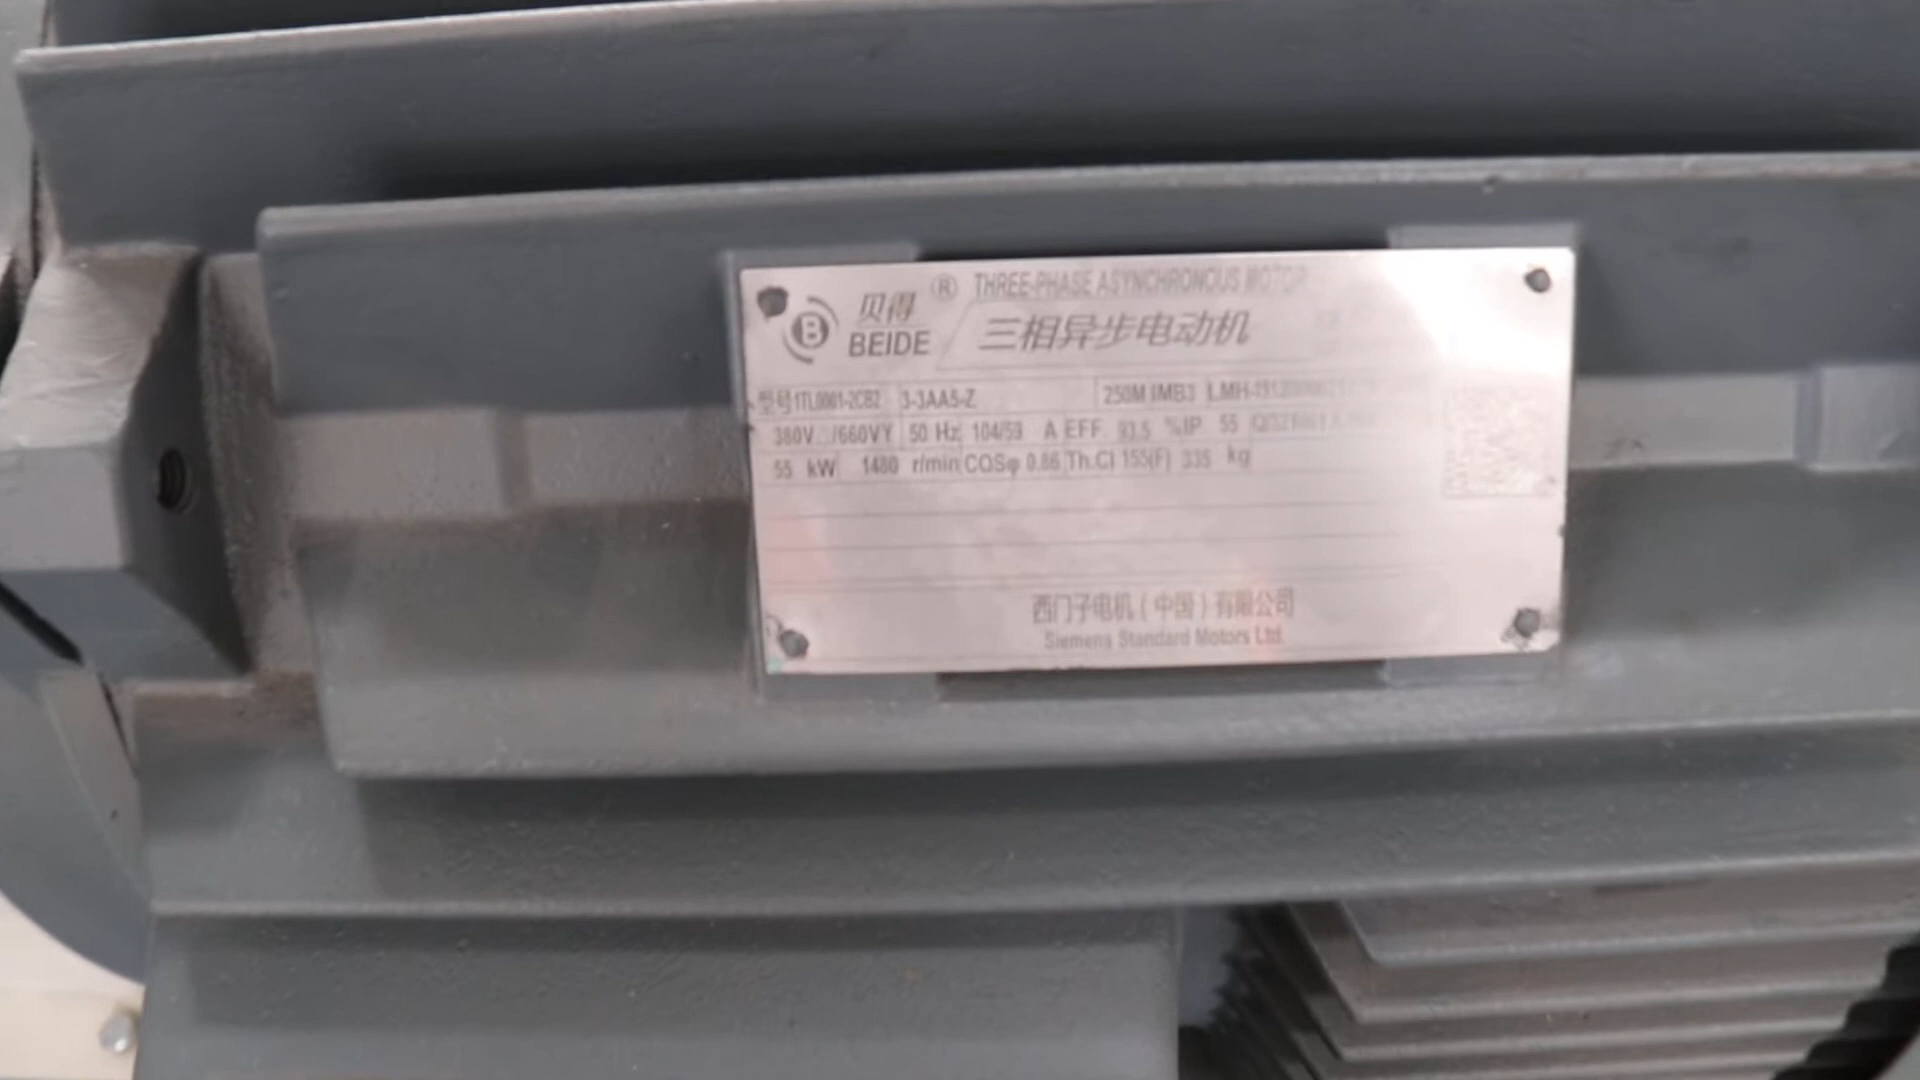 ® THREE-PHASE ASYNCHRONOUS MOTOR
B 贝得
BEIDE 三相异步电动机
型号 1TL0001-2CB2 3-3AA5-Z 250M IMB3
380V △/660VY 50 Hz 104/59 A EFF. 93.5 % IP 55
55 kW 1480 r/min COSφ 0.86 Th.Cl 155(F) 335 kg
西门子电机(中国)有限公司
Siemens Standard Motors Ltd.